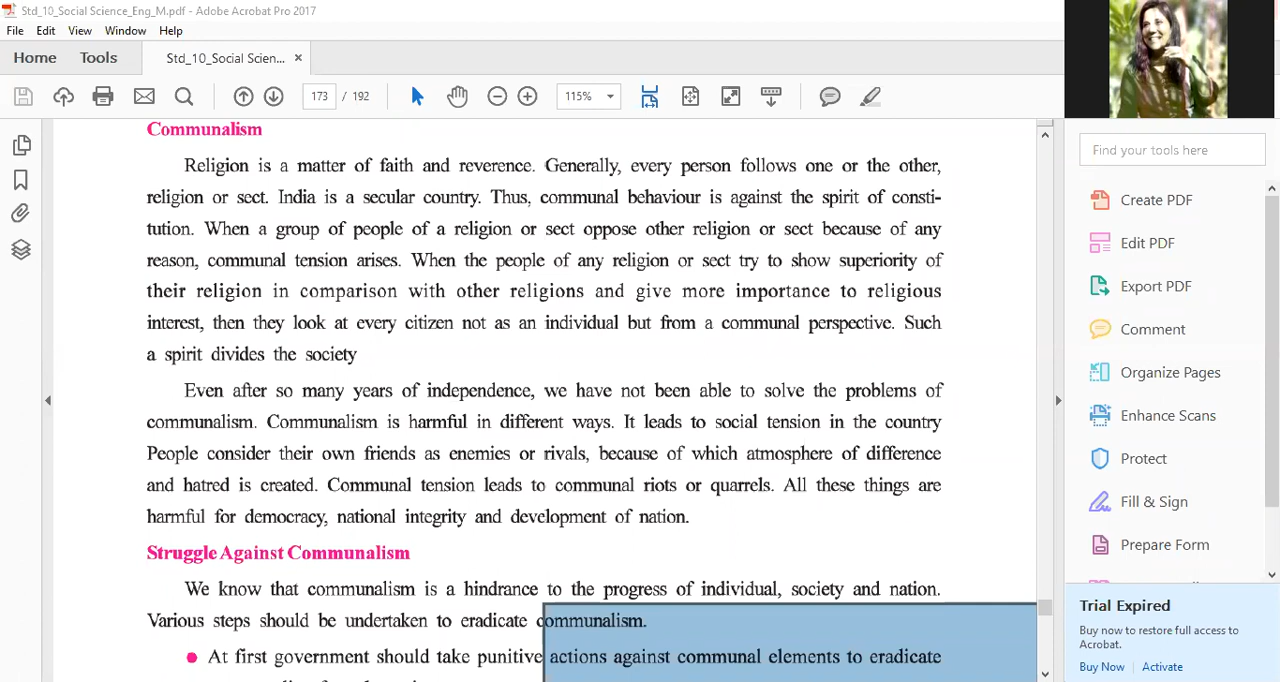 Std_10_Social Science_Eng_M.pdf - Adobe Acrobat Pro 2017
File Edit View Window Help
Home Tools Std_10_Social Scien... ×
173 / 192 115%
Communalism
Religion is a matter of faith and reverence. Generally, every person follows one or the other,
religion or sect. India is a secular country. Thus, communal behaviour is against the spirit of consti-
tution. When a group of people of a religion or sect oppose other religion or sect because of any
reason, communal tension arises. When the people of any religion or sect try to show superiority of
their religion in comparison with other religions and give more importance to religious
interest, then they look at every citizen not as an individual but from a communal perspective. Such
a spirit divides the society
Even after so many years of independence, we have not been able to solve the problems of
communalism. Communalism is harmful in different ways. It leads to social tension in the country
People consider their own friends as enemies or rivals, because of which atmosphere of difference
and hatred is created. Communal tension leads to communal riots or quarrels. All these things are
harmful for democracy, national integrity and development of nation.
Struggle Against Communalism
We know that communalism is a hindrance to the progress of individual, society and nation.
Various steps should be undertaken to eradicate communalism.
At first government should take punitive actions against communal elements to eradicate
Find your tools here
Create PDF
Edit PDF
Export PDF
Comment
Organize Pages
Enhance Scans
Protect
Fill & Sign
Prepare Form
Trial Expired
Buy now to restore full access to
Acrobat.
Buy Now Activate